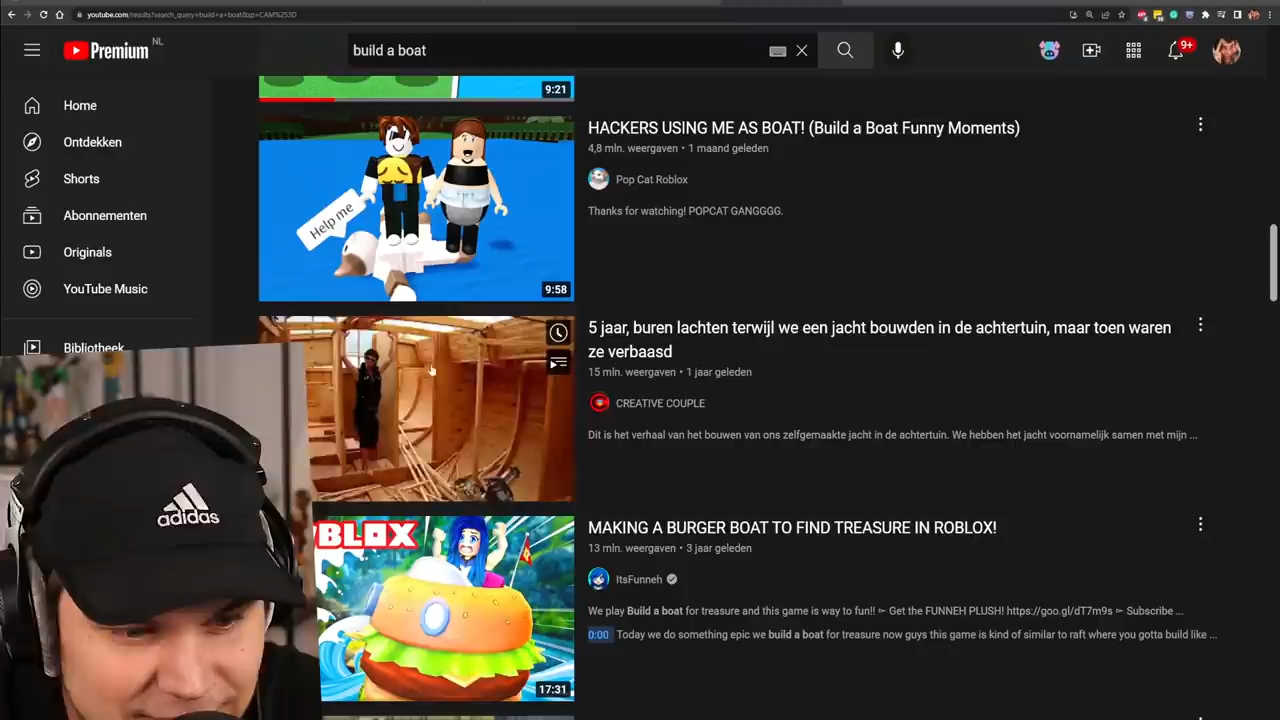 youtube.com/results?search_query=build+a+boat&sp=CAM%253D
Premium NL
build a boat
9+
Home
Ontdekken
Shorts
Abonnementen
Originals
YouTube Music
Bibliotheek
9:21
Help me
9:58
HACKERS USING ME AS BOAT! (Build a Boat Funny Moments)
4,8 mln. weergaven • 1 maand geleden
Pop Cat Roblox
Thanks for watching! POPCAT GANGGGG.
5 jaar, buren lachten terwijl we een jacht bouwden in de achtertuin, maar toen waren
ze verbaasd
15 mln. weergaven • 1 jaar geleden
CREATIVE COUPLE
Dit is het verhaal van het bouwen van ons zelfgemaakte jacht in de achtertuin. We hebben het jacht voornamelijk samen met mijn ...
BLOX
17:31
MAKING A BURGER BOAT TO FIND TREASURE IN ROBLOX!
13 mln. weergaven • 3 jaar geleden
ItsFunneh
We play Build a boat for treasure and this game is way to fun!! ► Get the FUNNEH PLUSH! https://goo.gl/dT7m9s ► Subscribe ...
0:00 Today we do something epic we build a boat for treasure now guys this game is kind of similar to raft where you gotta build like ...
adidas